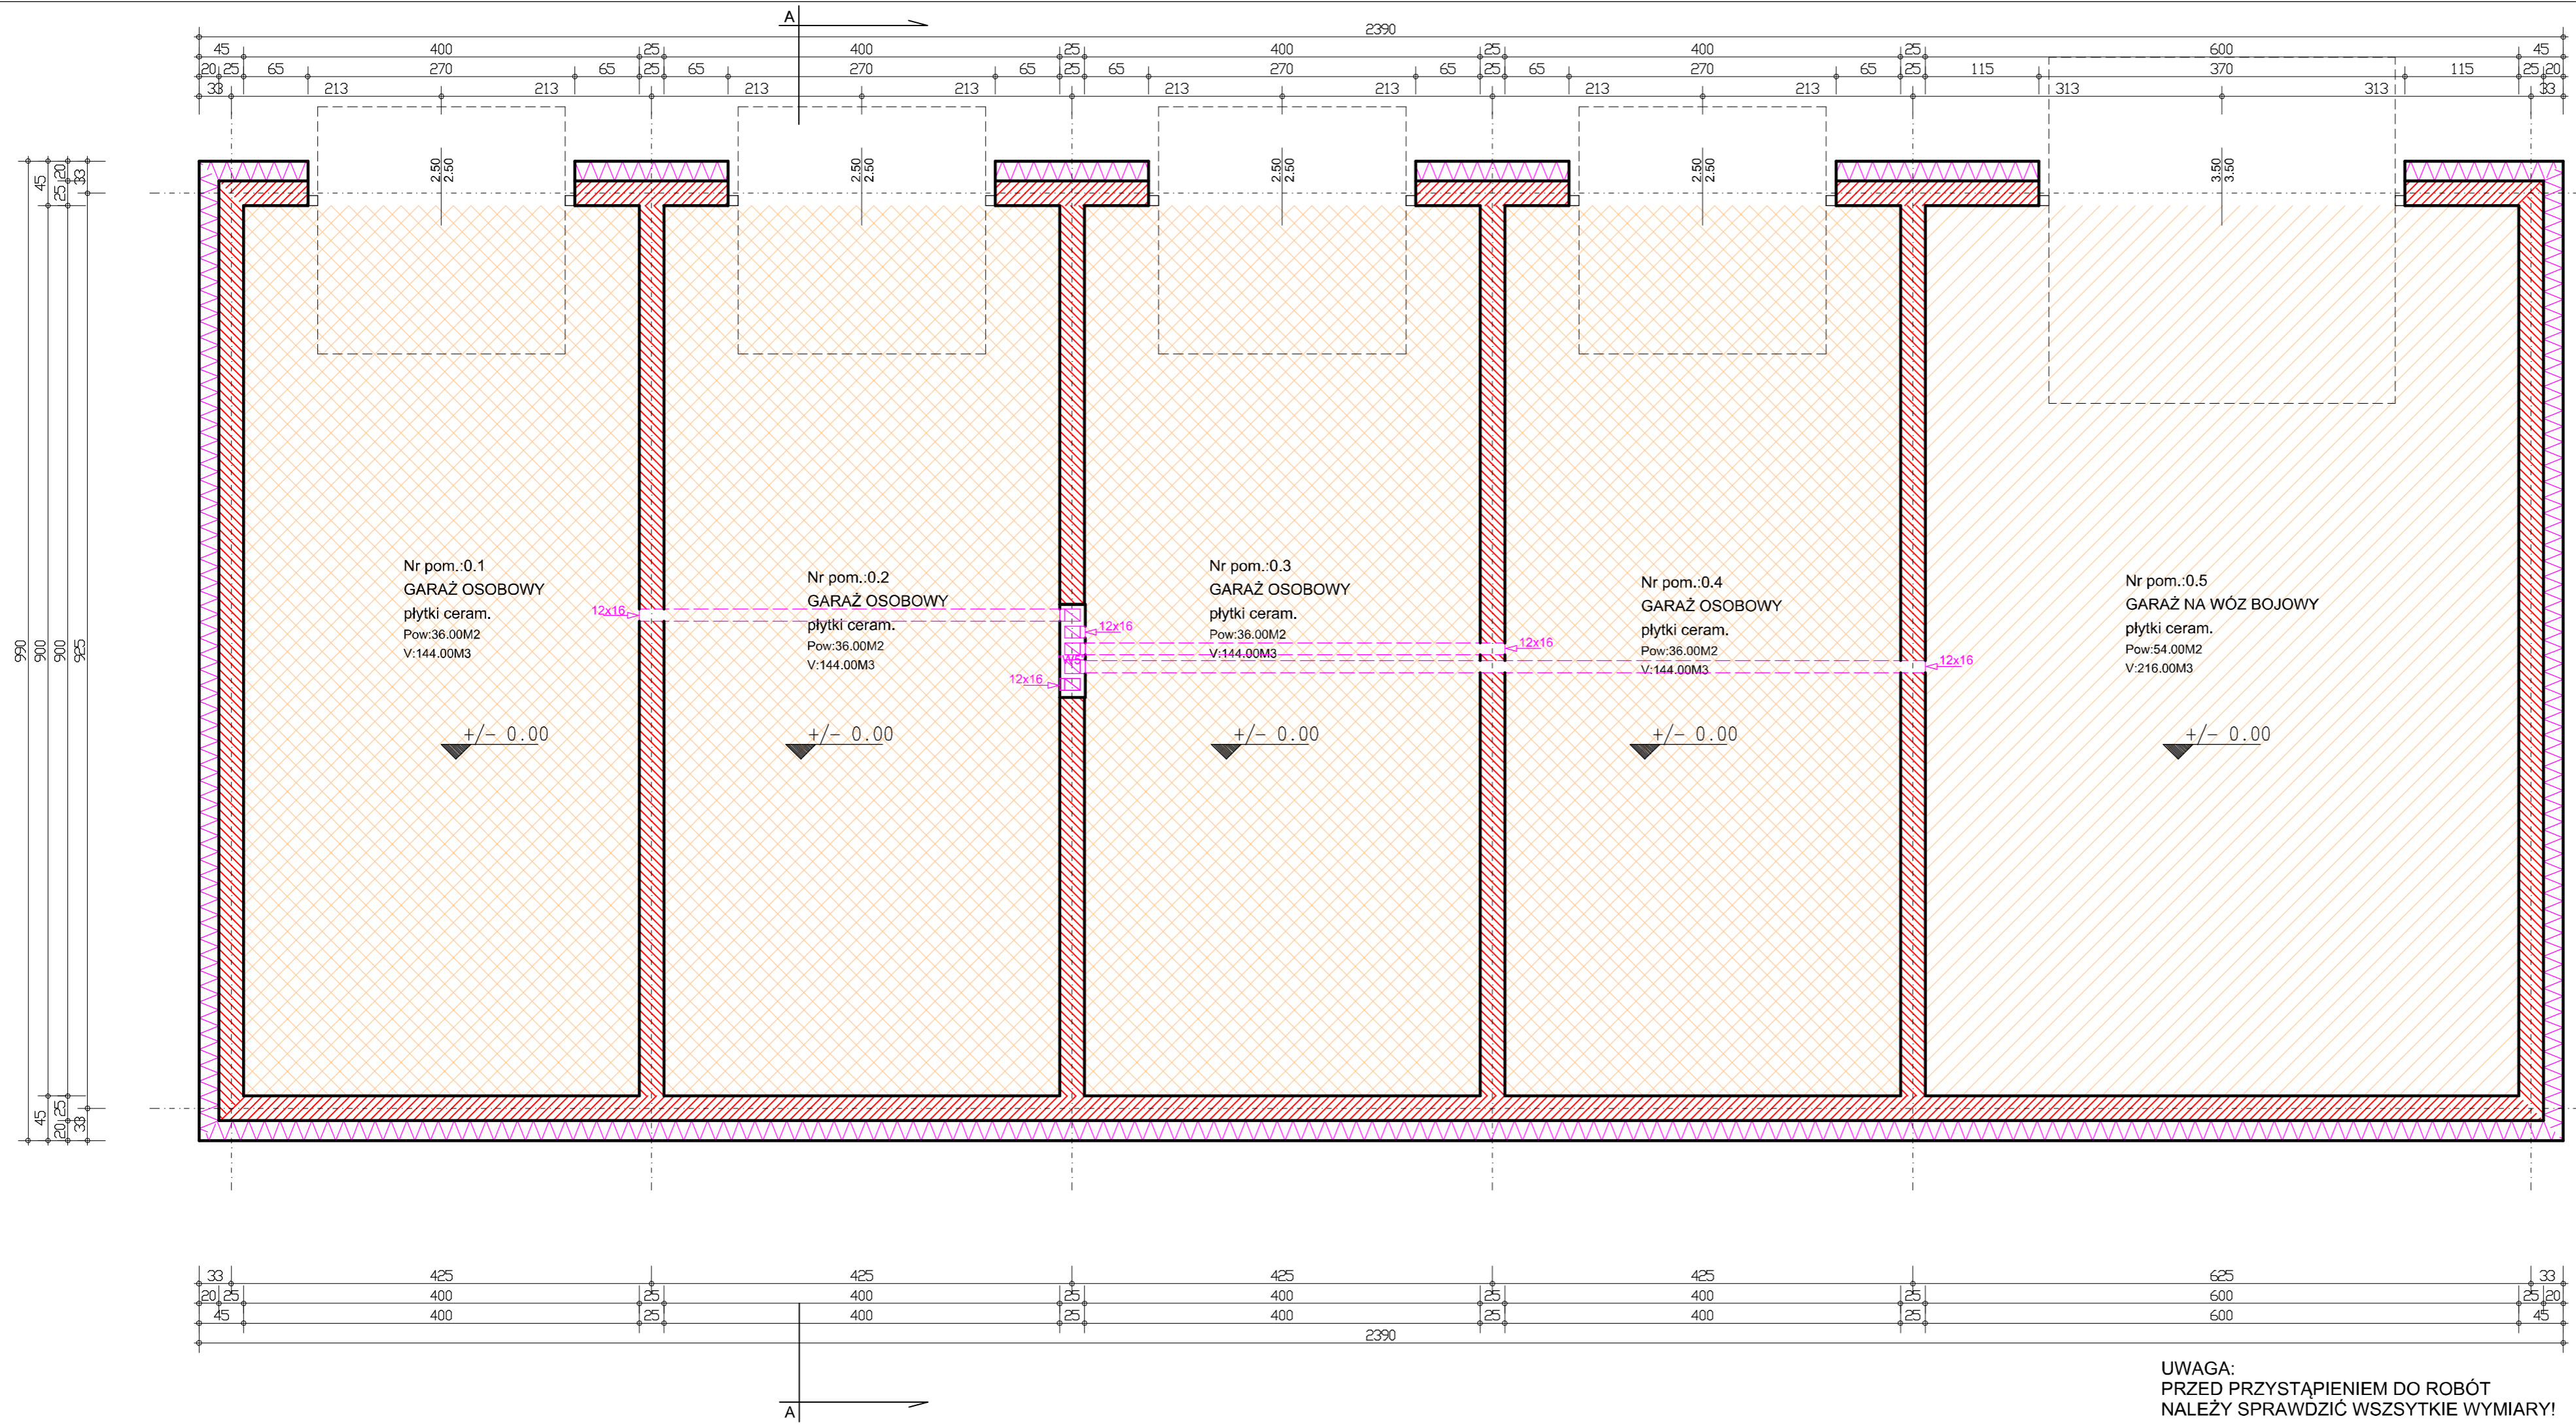 A
2390
45 400 25 400 25 400 25 400 25 600 45
20 25 65 270 65 25 65 270 65 25 65 270 65 25 65 270 65 25 115 370 115 25 20
33 213 213 213 213 213 213 213 213 313 313 33
2.50
2.50
2.50
2.50
2.50
2.50
2.50
2.50
3.50
3.50
990
45 900 45
20 25 900 25 20
33 925 33
Nr pom.:0.1
GARAŻ OSOBOWY
płytki ceram.
Pow:36.00M2
V:144.00M3
+/- 0.00
12x16
Nr pom.:0.2
GARAŻ OSOBOWY
płytki ceram.
Pow:36.00M2
V:144.00M3
+/- 0.00
12x16
12x16
Nr pom.:0.3
GARAŻ OSOBOWY
płytki ceram.
Pow:36.00M2
V:144.00M3
+/- 0.00
12x16
Nr pom.:0.4
GARAŻ OSOBOWY
płytki ceram.
Pow:36.00M2
V:144.00M3
+/- 0.00
12x16
Nr pom.:0.5
GARAŻ NA WÓZ BOJOWY
płytki ceram.
Pow:54.00M2
V:216.00M3
+/- 0.00
33 425 425 425 425 625 33
20 25 400 25 400 25 400 25 400 25 600 25 20
45 400 25 400 25 400 25 400 25 600 45
2390
A
UWAGA:
PRZED PRZYSTĄPIENIEM DO ROBÓT
NALEŻY SPRAWDZIĆ WSZSYTKIE WYMIARY!